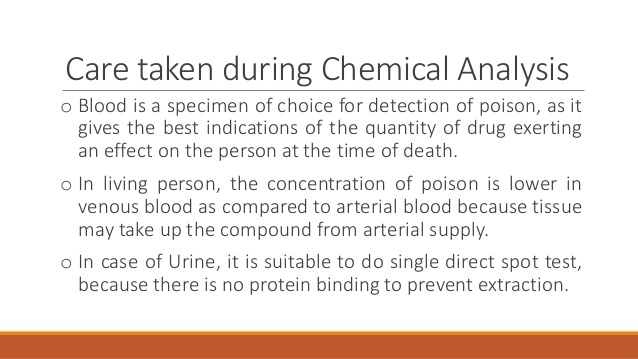 Care taken during Chemical Analysis
o Blood is a specimen of choice for detection of poison, as it
gives the best indications of the quantity of drug exerting
an effect on the person at the time of death.
o In living person, the concentration of poison is lower in
venous blood as compared to arterial blood because tissue
may take up the compound from arterial supply.
o In case of Urine, it is suitable to do single direct spot test,
because there is no protein binding to prevent extraction.